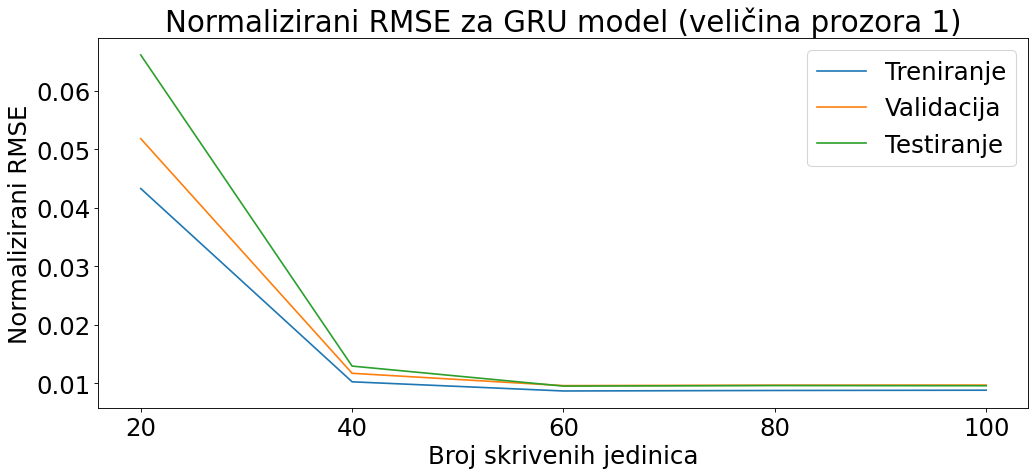 Normalizirani RMSE za GRU model (veličina prozora 1)
Treniranje
Validacija
Testiranje
Normalizirani RMSE
0.06
0.05
0.04
0.03
0.02
0.01
20 40 60 80 100
Broj skrivenih jedinica